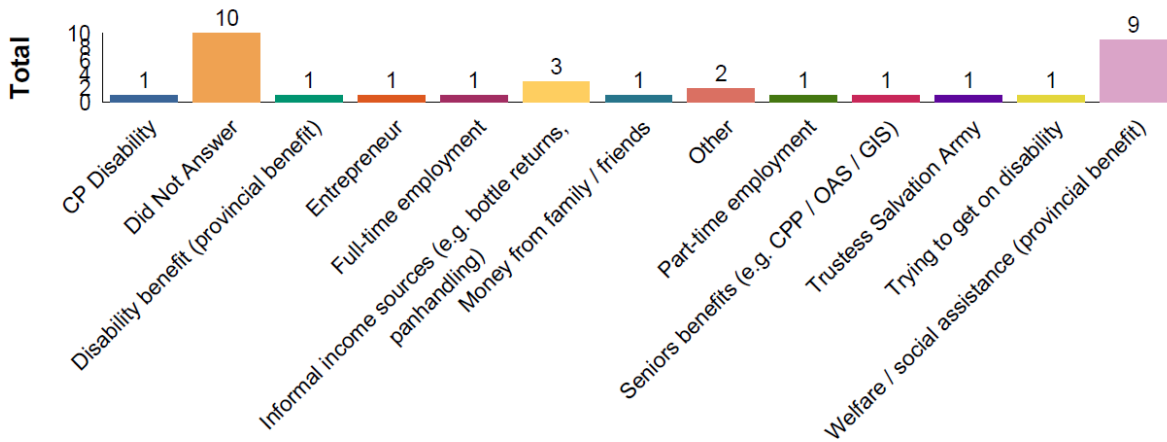 Total
10
8
6
4
2
0
1
10
1
1
1
3
1
2
1
1
1
1
9
CP Disability
Did Not Answer
Disability benefit (provincial benefit)
Entrepreneur
Full-time employment
Informal income sources (e.g. bottle returns,
panhandling)
Money from family / friends
Other
Part-time employment
Seniors benefits (e.g. CPP / OAS / GIS)
Trustess Salvation Army
Trying to get on disability
Welfare / social assistance (provincial benefit)